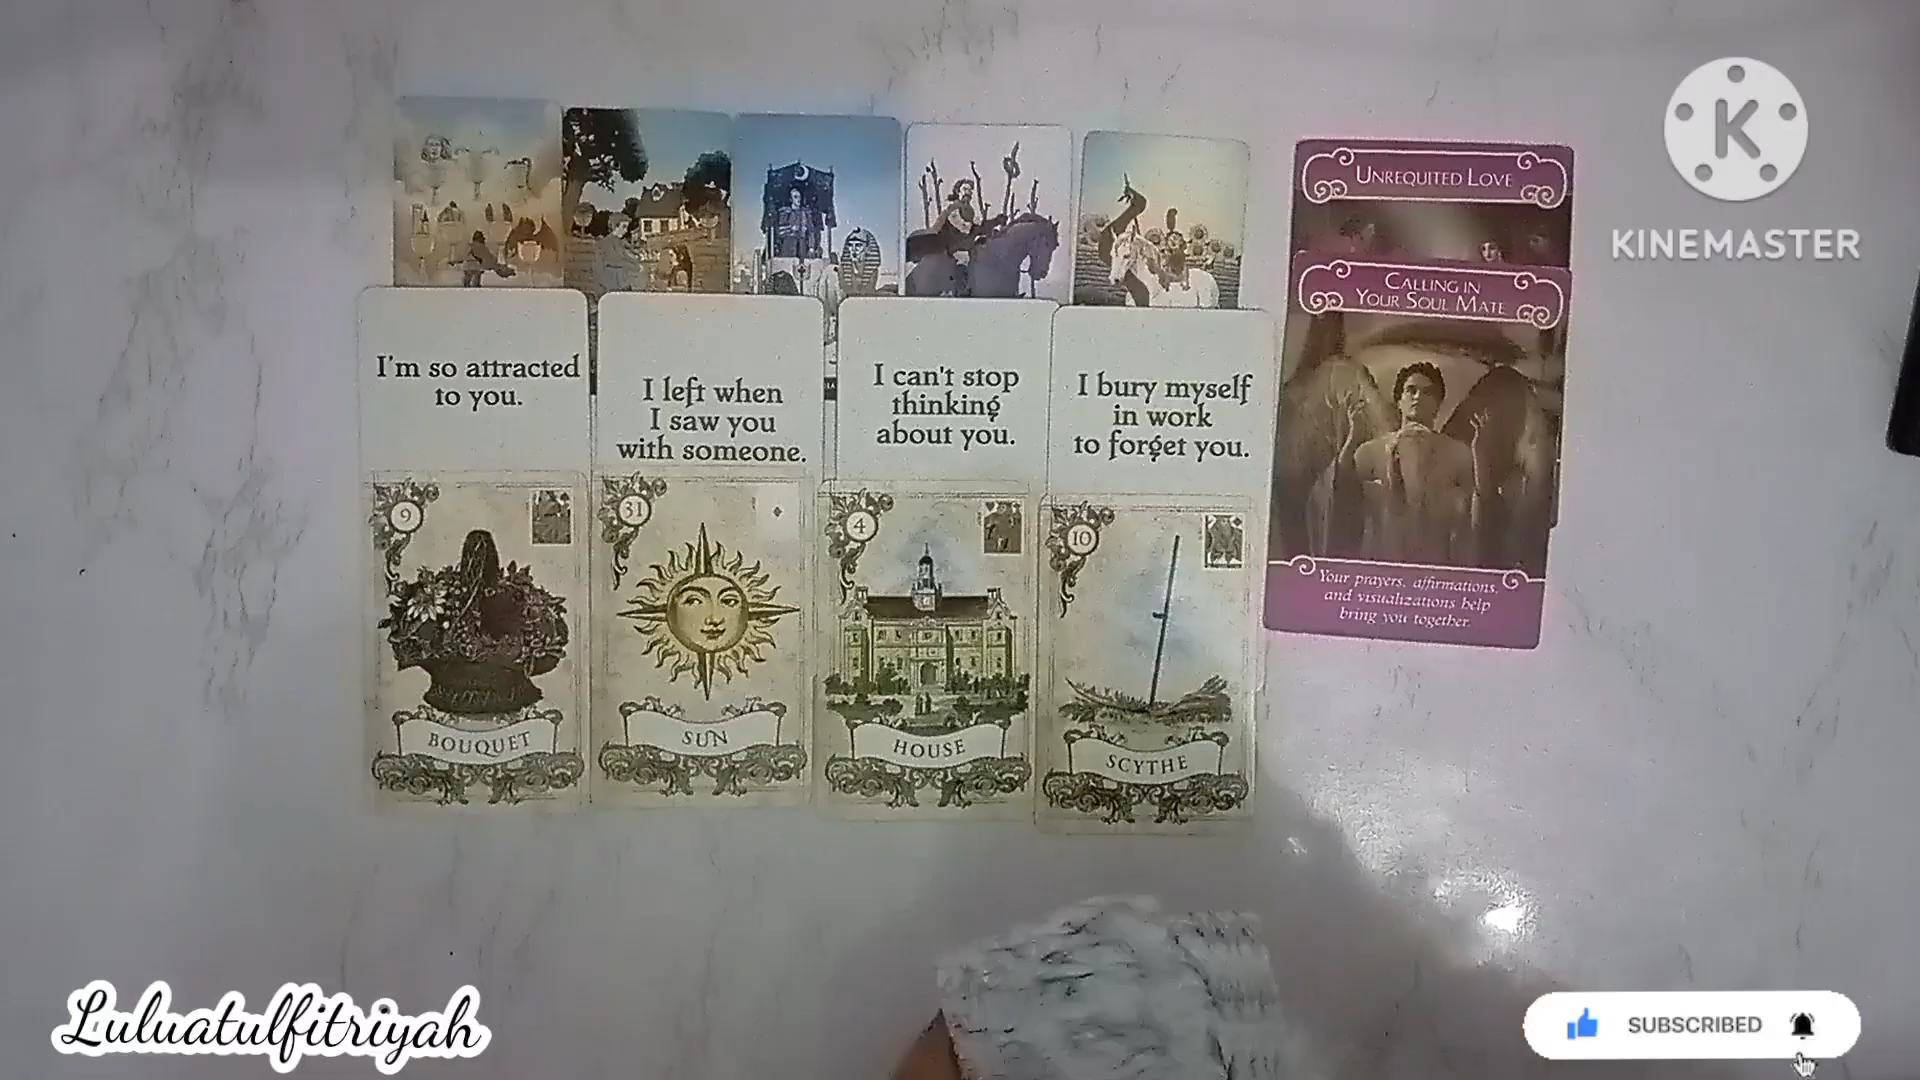 K
KINEMASTER
UNREQUITED LOVE
CALLING IN
YOUR SOUL MATE
I'm so attracted
to you.
I left when
I saw you
with someone.
I can't stop
thinking
about you.
I bury myself
in work
to forget you.
9
BOUQUET
31
SUN
4
HOUSE
10
SCYTHE
Your prayers, affirmations,
and visualizations help
bring you together.
Luluatulfitriyah
SUBSCRIBED